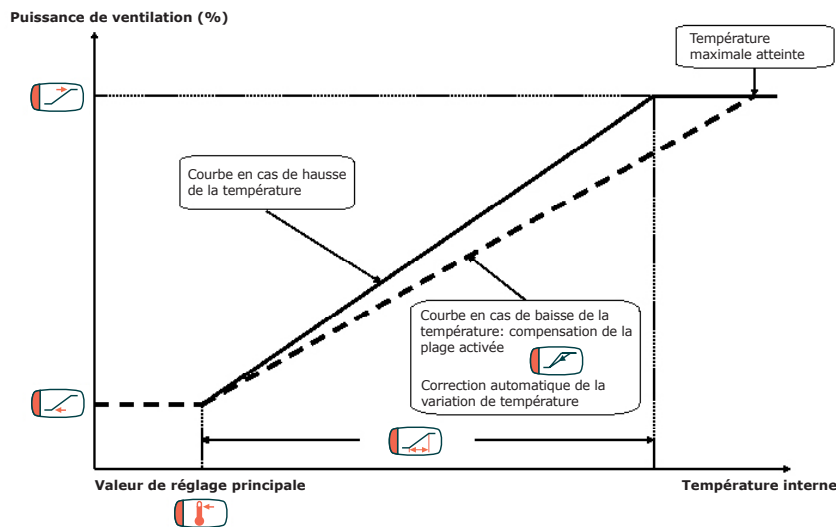 Puissance de ventilation (%)
Température
maximale atteinte
Courbe en cas de hausse
de la température
Courbe en cas de baisse de la
température: compensation de la
plage activée
Correction automatique de la
variation de température
Valeur de réglage principale
Température interne